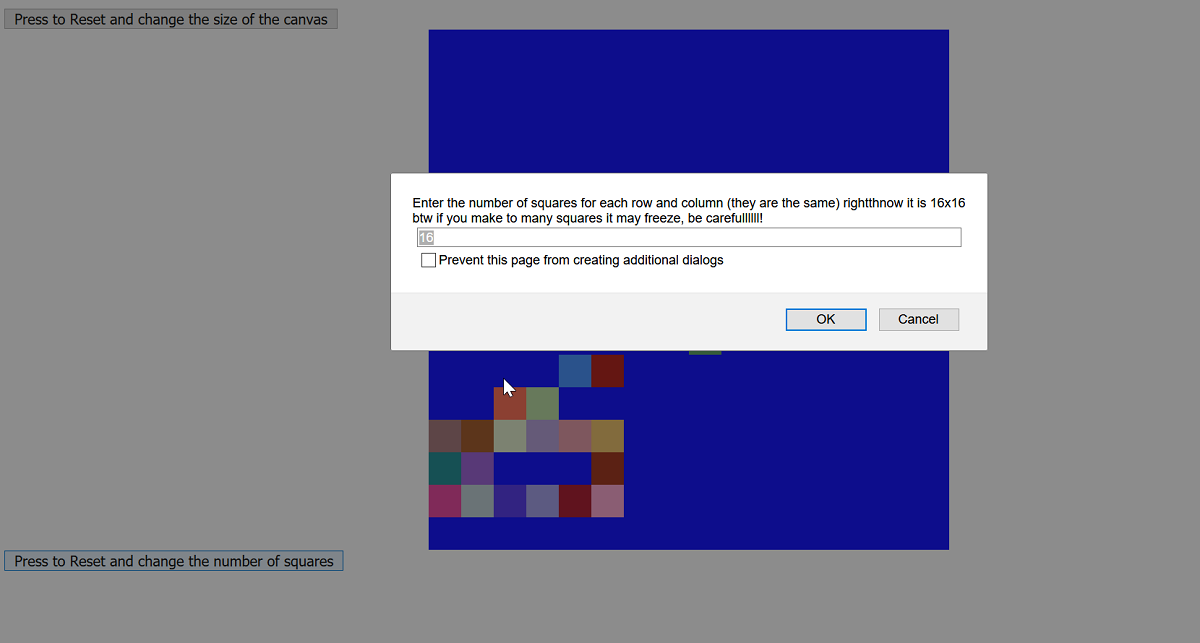 Press to Reset and change the size of the canvas
Enter the number of squares for each row and column (they are the same) rightthnow it is 16x16
btw if you make to many squares it may freeze, be carefullllll!
16
Prevent this page from creating additional dialogs
OK
Cancel
Press to Reset and change the number of squares